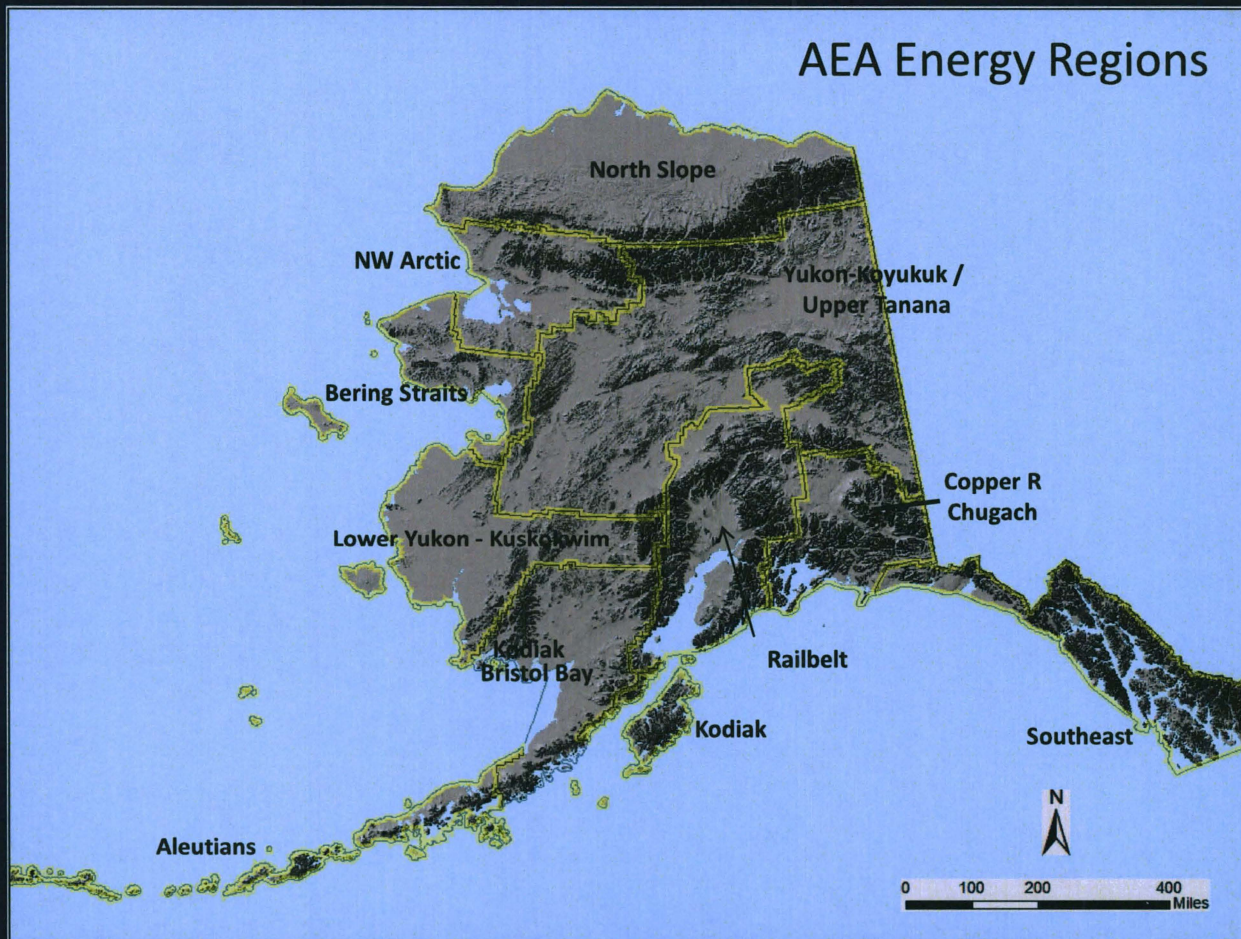 AEA Energy Regions
North Slope
NW Arctic
Yukon-Koyukuk /
Upper Tanana
Bering Straits
Copper R
Chugach
Lower Yukon - Kuskokwim
Kodiak
Bristol Bay
Railbelt
Kodiak
Southeast
N
Aleutians
0 100 200 400
Miles